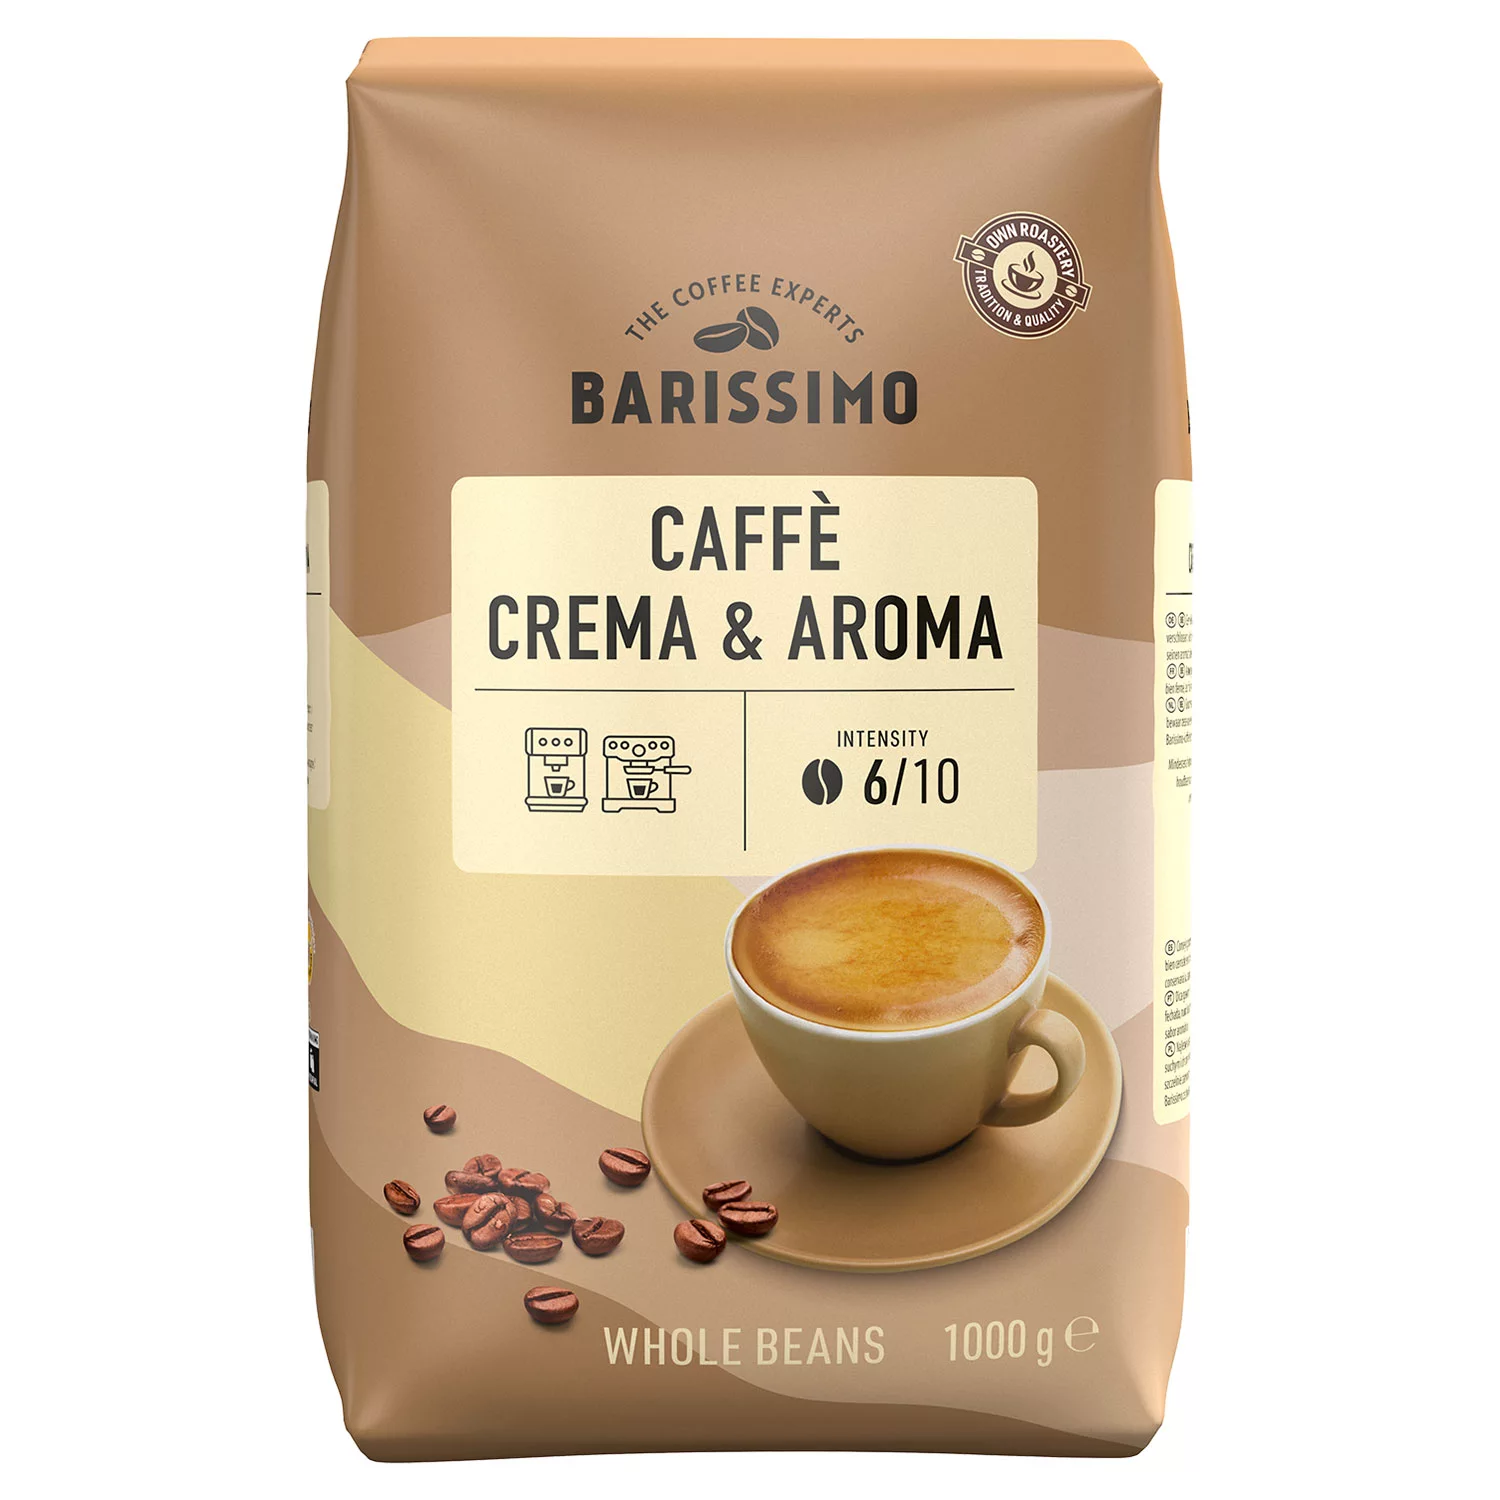 THE COFFEE EXPERTS
BARISSIMO
OWN ROASTERY
TRADITION & QUALITY
CAFFÈ
CREMA & AROMA
INTENSITY
6/10
WHOLE BEANS
1000 g ℮